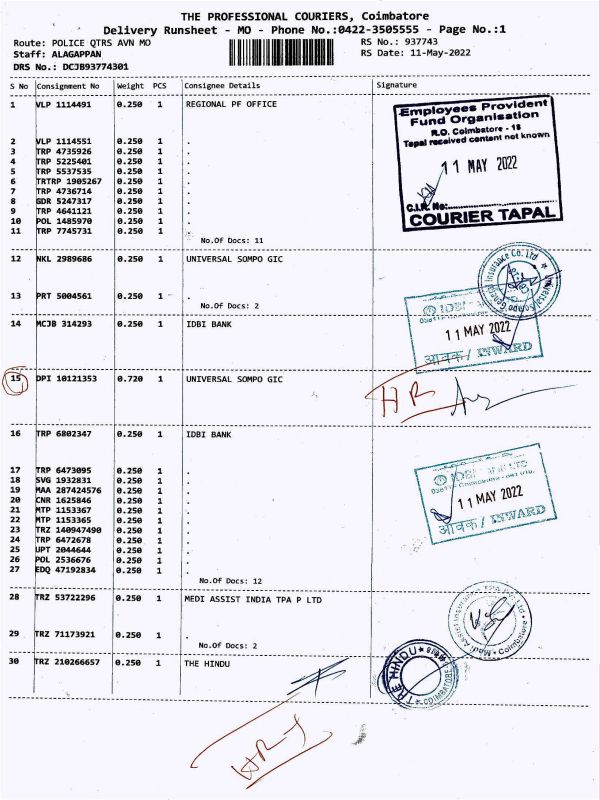 THE PROFESSIONAL COURIERS, Coimbatore
Delivery Runsheet - MO - Phone No.:0422-3505555 - Page No.:1
Route: POLICE QTRS AVN MO RS No.: 937743
Staff: ALAGAPPAN RS Date: 11-May-2022
DRS No.: DCJB93774301
S No Consignment No Weight PCS Consignee Details Signature
1 VLP 1114491 0.250 1 REGIONAL PF OFFICE
Employees Provident
Fund Organisation
R.O. Coimbatore - 18
Tapal received content not known
11 MAY 2022
C.I.R. No:
COURIER TAPAL
2 VLP 1114551 0.250 1 .
3 TRP 4735926 0.250 1 .
4 TRP 5225401 0.250 1 .
5 TRP 5537535 0.250 1 .
6 TRTRP 1905267 0.250 1 .
7 TRP 4736714 0.250 1 .
8 GDR 5247317 0.250 1 .
9 TRP 4641121 0.250 1 .
10 POL 1485970 0.250 1 .
11 TRP 7745731 0.250 1 .
No.Of Docs: 11
12 NKL 2989686 0.250 1 UNIVERSAL SOMPO GIC
Universal Sompo General Insurance Co. Ltd
13 PRT 5004561 0.250 1 .
No.Of Docs: 2
14 MCJB 314293 0.250 1 IDBI BANK
IDBI
11 MAY 2022
आवक / INWARD
15 DPI 10121353 0.720 1 UNIVERSAL SOMPO GIC
HR
16 TRP 6802347 0.250 1 IDBI BANK
IDBI
11 MAY 2022
आवक / INWARD
17 TRP 6473095 0.250 1 .
18 SVG 1932831 0.250 1 .
19 MAA 287424576 0.250 1 .
20 CNR 1625846 0.250 1 .
21 MTP 1153367 0.250 1 .
22 MTP 1153365 0.250 1 .
23 TRZ 140947490 0.250 1 .
24 TRP 6472678 0.250 1 .
25 UPT 2044644 0.250 1 .
26 POL 2536676 0.250 1 .
27 EDQ 47192834 0.250 1 .
No.Of Docs: 12
28 TRZ 53722296 0.250 1 MEDI ASSIST INDIA TPA P LTD
Coimbatore
29 TRZ 71173921 0.250 1 .
No.Of Docs: 2
30 TRZ 210266657 0.250 1 THE HINDU
THE HINDU
COIMBATORE